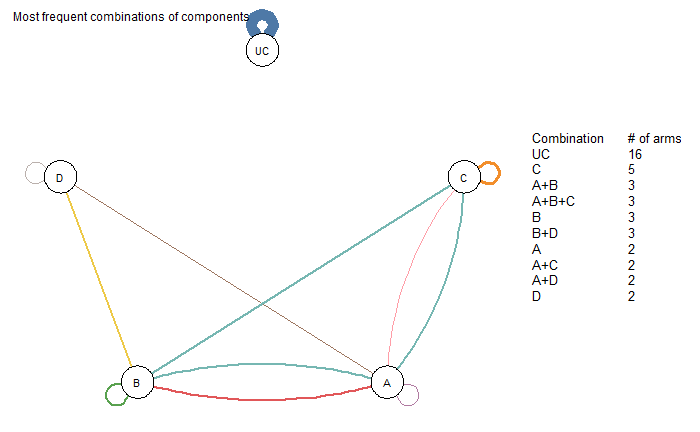 Most frequent combinations of components
UC
D
C
B
A
Combination # of arms
UC 16
C 5
A+B 3
A+B+C 3
B 3
B+D 3
A 2
A+C 2
A+D 2
D 2